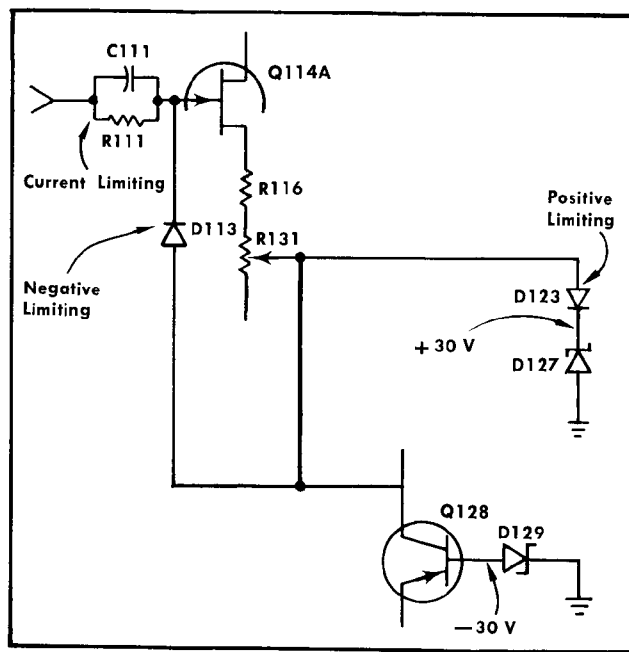 C111
Q114A
R111
Current Limiting
R116
Positive
Limiting
D113
R131
Negative
Limiting
D123
+30 V
D127
Q128
D129
−30 V